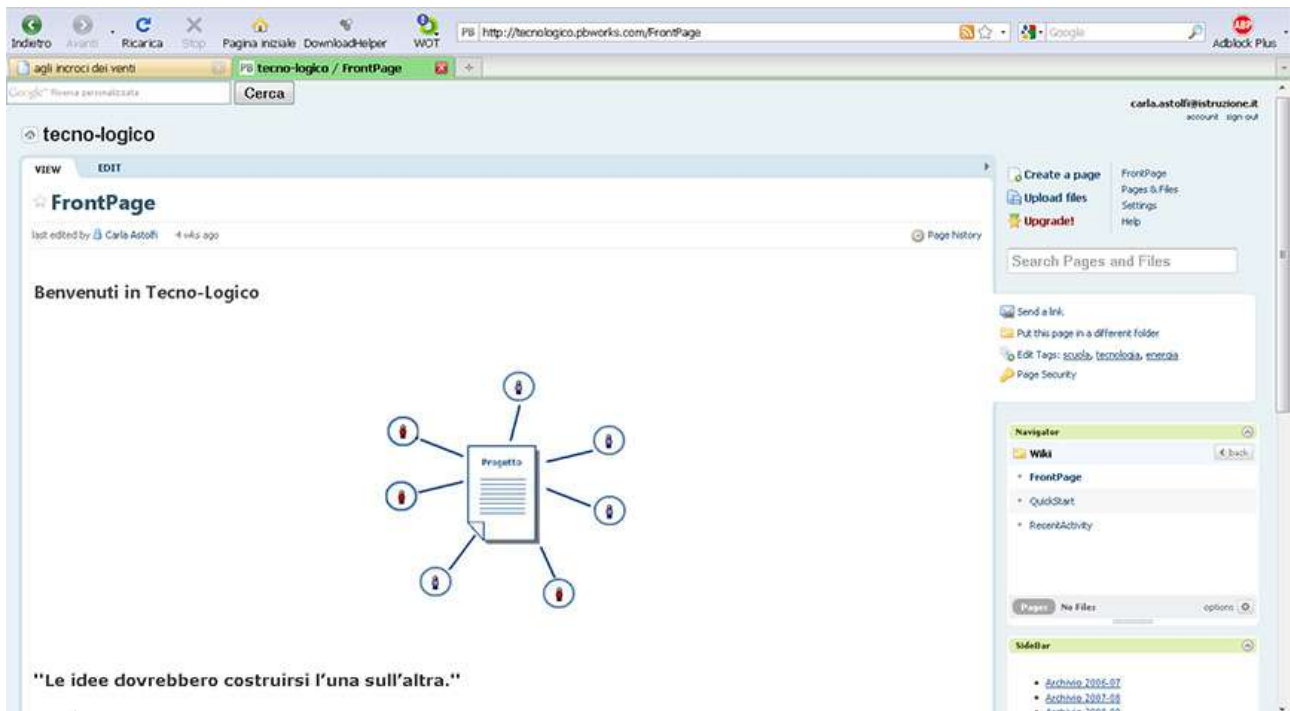 Indietro Avanti Ricarica Stop Pagina iniziale DownloadHelper WOT PB http://tecnologico.pbworks.com/FrontPage Google Adblock Plus
agli incroci dei venti PB tecno-logico / FrontPage
Google™ Ricerca personalizzata Cerca
carla.astolfi@istruzione.it
account sign out
tecno-logico
VIEW EDIT
FrontPage
last edited by Carla Astolfi 4 wks ago Page history
Benvenuti in Tecno-Logico
Progetto
"Le idee dovrebbero costruirsi l'una sull'altra."
Create a page
Upload files
Upgrade!
FrontPage
Pages & Files
Settings
Help
Search Pages and Files
Send a link
Put this page in a different folder
Edit Tags: scuola, tecnologia, energia
Page Security
Navigator
Wiki back
FrontPage
QuickStart
RecentActivity
Pages No Files options
SideBar
Archivio 2006-07
Archivio 2007-08